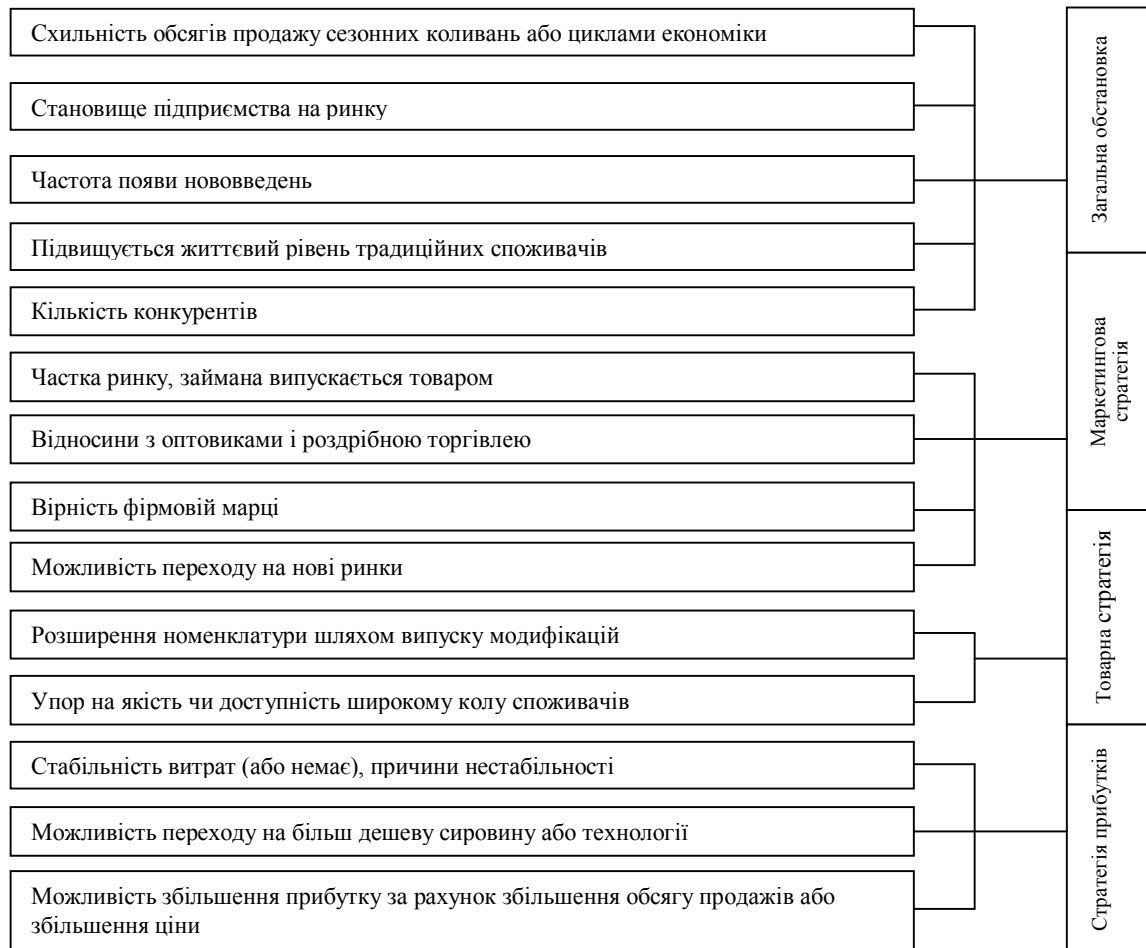 Схильність обсягів продажу сезонних коливань або циклами економіки
Становище підприємства на ринку
Частота появи нововведень
Підвищується життєвий рівень традиційних споживачів
Кількість конкурентів
Загальна обстановка
Частка ринку, займана випускається товаром
Відносини з оптовиками і роздрібною торгівлею
Вірність фірмовій марці
Можливість переходу на нові ринки
Маркетингова
стратегія
Розширення номенклатури шляхом випуску модифікацій
Упор на якість чи доступність широкому колу споживачів
Товарна стратегія
Стабільність витрат (або немає), причини нестабільності
Можливість переходу на більш дешеву сировину або технології
Можливість збільшення прибутку за рахунок збільшення обсягу продажів або
збільшення ціни
Стратегія прибутків